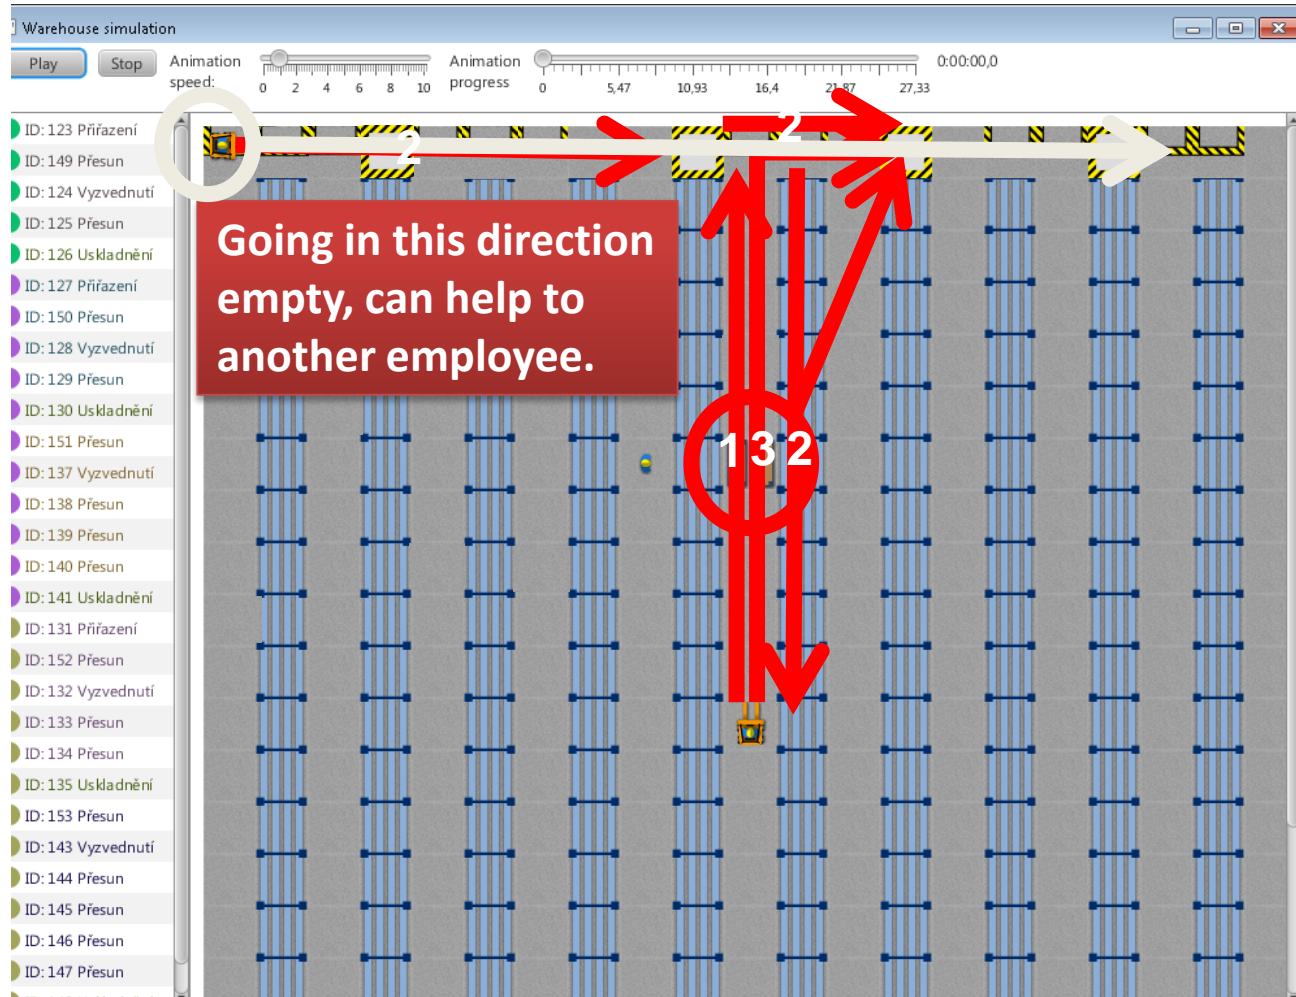 Warehouse simulation
Play
Stop
Animation speed:
0 2 4 6 8 10
Animation progress
0 5,47 10,93 16,4 21,87 27,33
0:00:00,0
ID: 123 Přiřazení
ID: 149 Přesun
ID: 124 Vyzvednutí
ID: 125 Přesun
ID: 126 Uskladnění
ID: 127 Přiřazení
ID: 150 Přesun
ID: 128 Vyzvednutí
ID: 129 Přesun
ID: 130 Uskladnění
ID: 151 Přesun
ID: 137 Vyzvednutí
ID: 138 Přesun
ID: 139 Přesun
ID: 140 Přesun
ID: 141 Uskladnění
ID: 131 Přiřazení
ID: 152 Přesun
ID: 132 Vyzvednutí
ID: 133 Přesun
ID: 134 Přesun
ID: 135 Uskladnění
ID: 153 Přesun
ID: 143 Vyzvednutí
ID: 144 Přesun
ID: 145 Přesun
ID: 146 Přesun
ID: 147 Přesun
2
2
Going in this direction
empty, can help to
another employee.
1 3 2